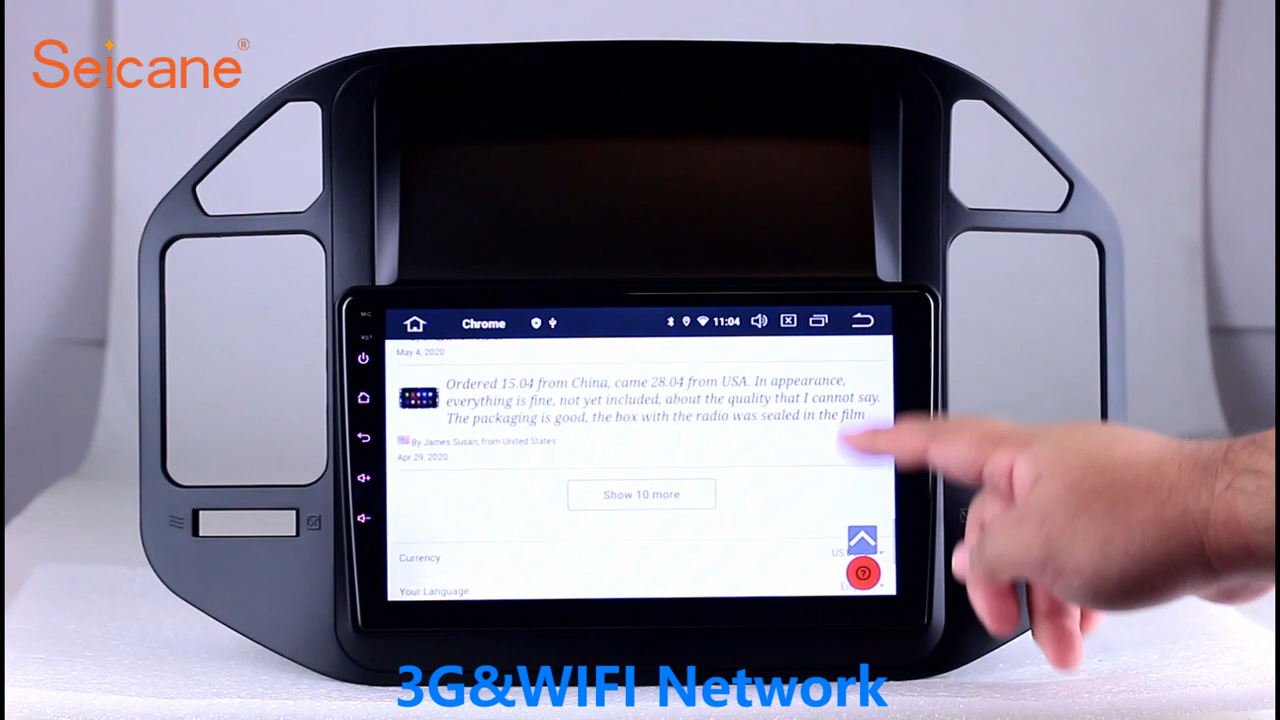 Seicane®
MIC
Chrome
11:04
RST
May 4, 2020
Ordered 15.04 from China, came 28.04 from USA. In appearance,
everything is fine, not yet included, about the quality that I cannot say.
The packaging is good, the box with the radio was sealed in the film
By James Susan, from United States
Apr 29, 2020
Show 10 more
Currency
US
Your Language
3G&WIFI Network